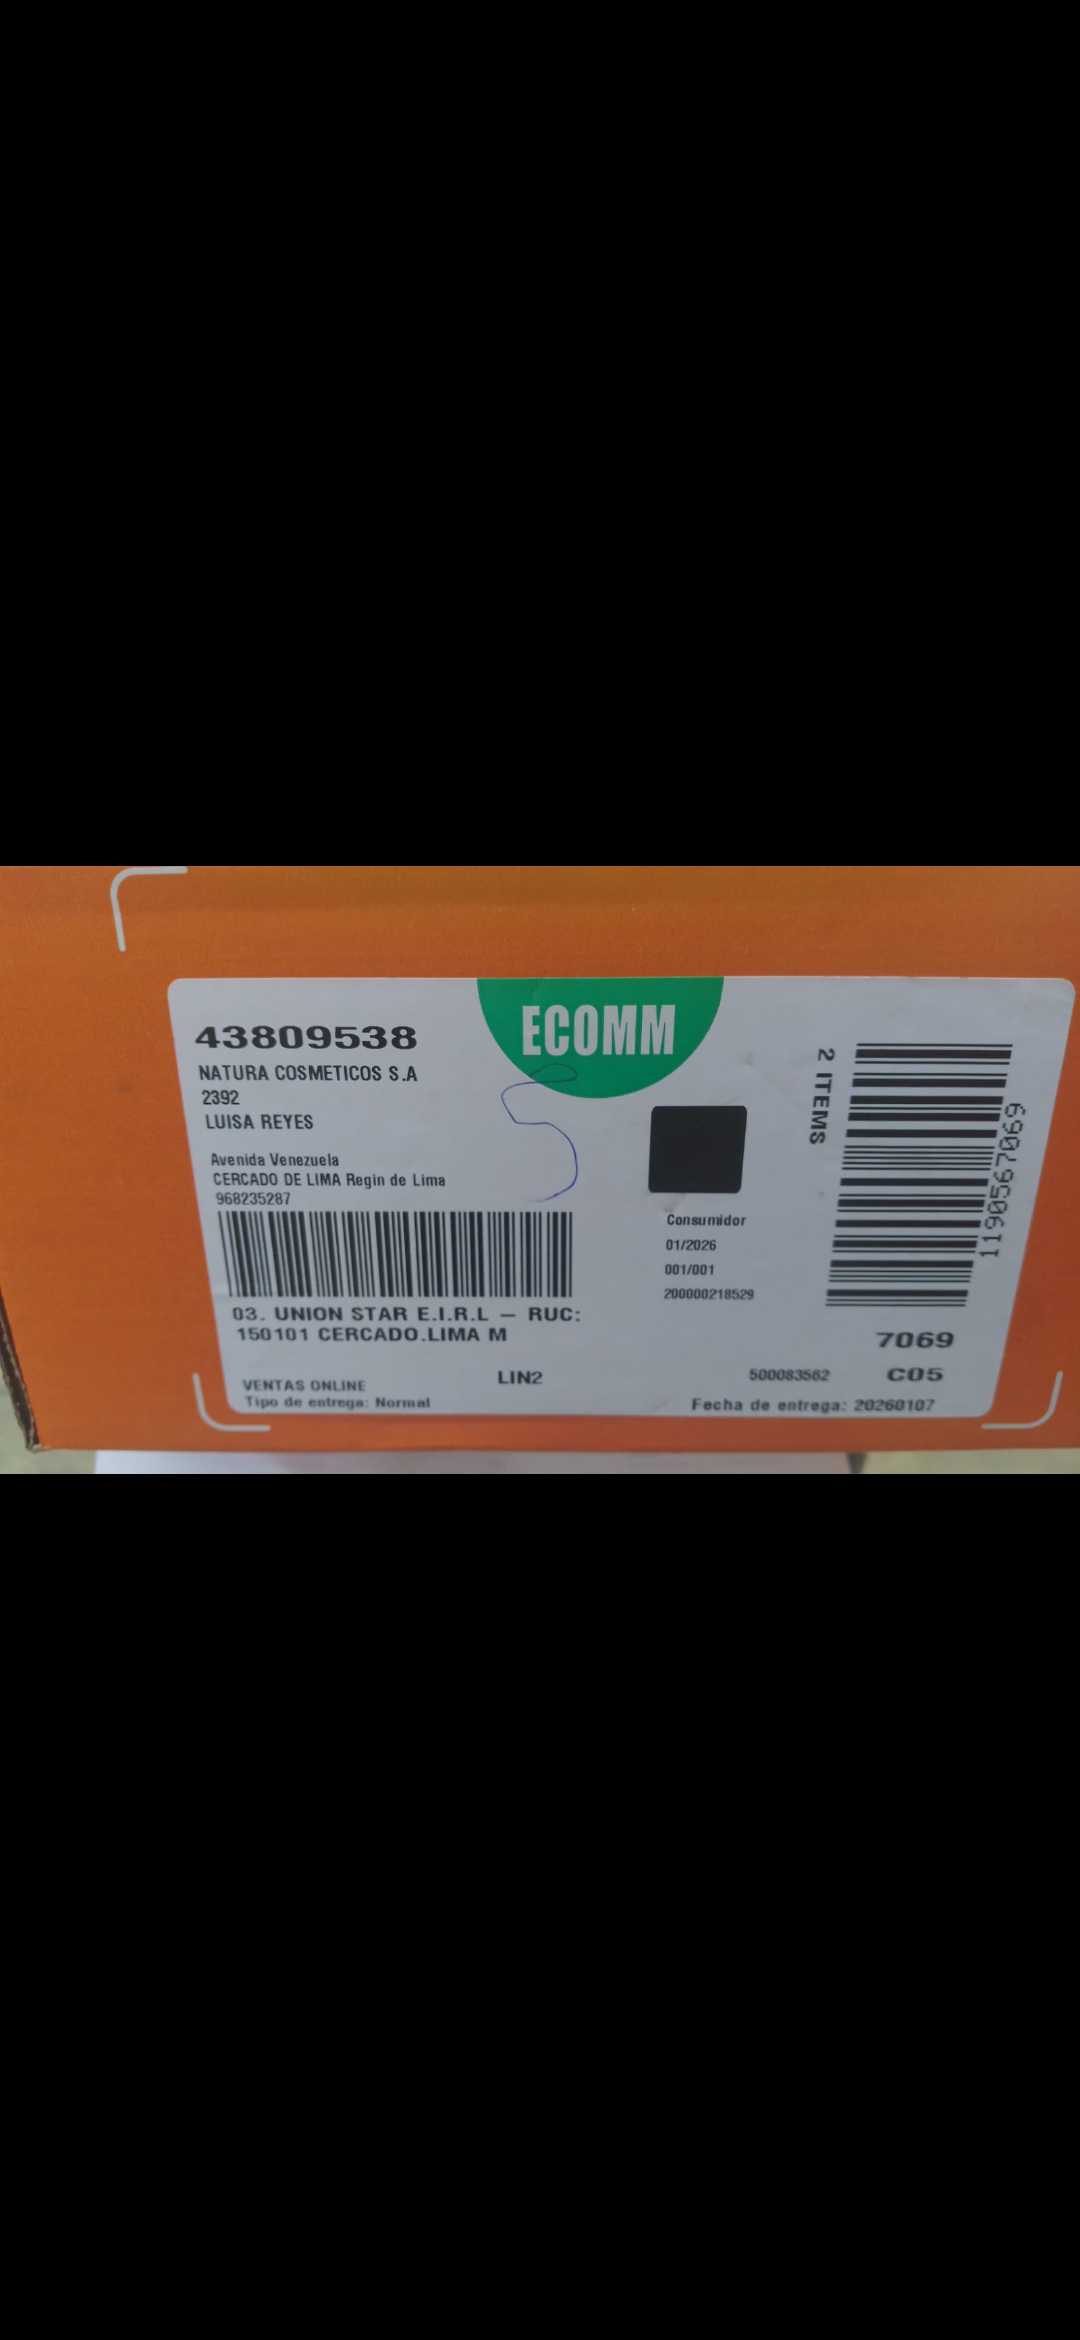 ECOMM
43809538
NATURA COSMETICOS S.A
2392
LUISA REYES
Avenida Venezuela
CERCADO DE LIMA Regin de Lima
968235287
03. UNION STAR E.I.R.L – RUC:
150101 CERCADO.LIMA M
VENTAS ONLINE
Tipo de entrega: Normal
LIN2
Consumidor
01/2026
001/001
200000218529
2 ITEMS
1190567069
7069
500083562
C05
Fecha de entrega: 20260107